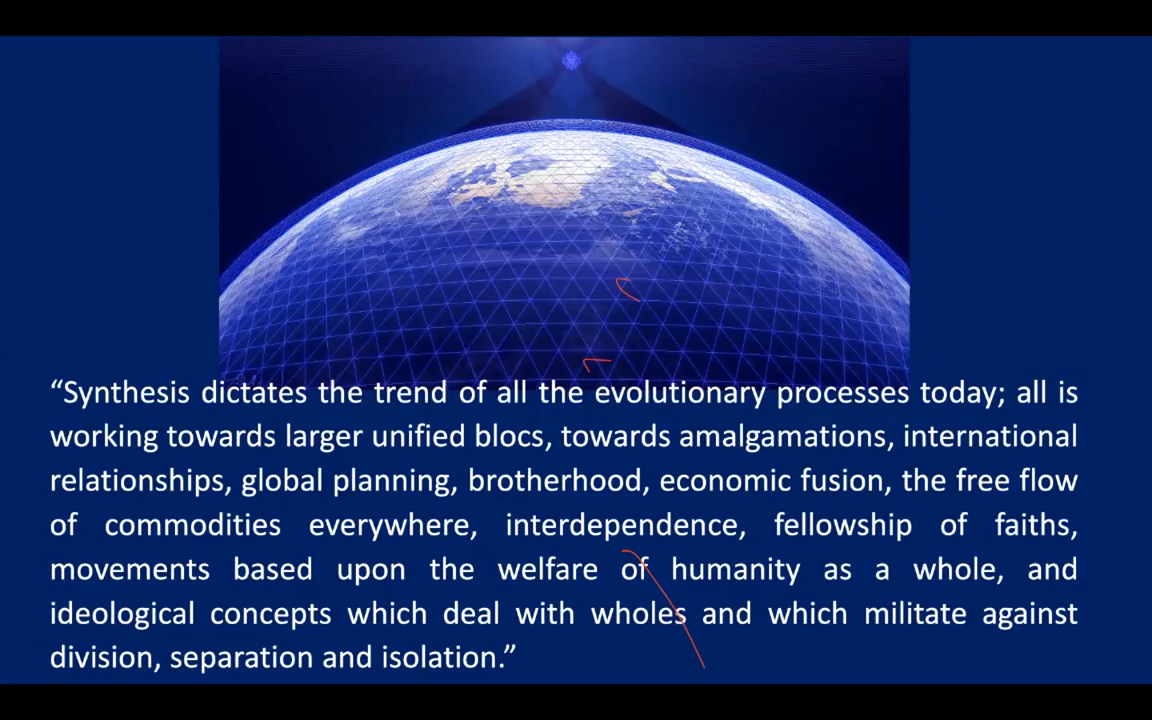 “Synthesis dictates the trend of all the evolutionary processes today; all is
working towards larger unified blocs, towards amalgamations, international
relationships, global planning, brotherhood, economic fusion, the free flow
of commodities everywhere, interdependence, fellowship of faiths,
movements based upon the welfare of humanity as a whole, and
ideological concepts which deal with wholes and which militate against
division, separation and isolation.”